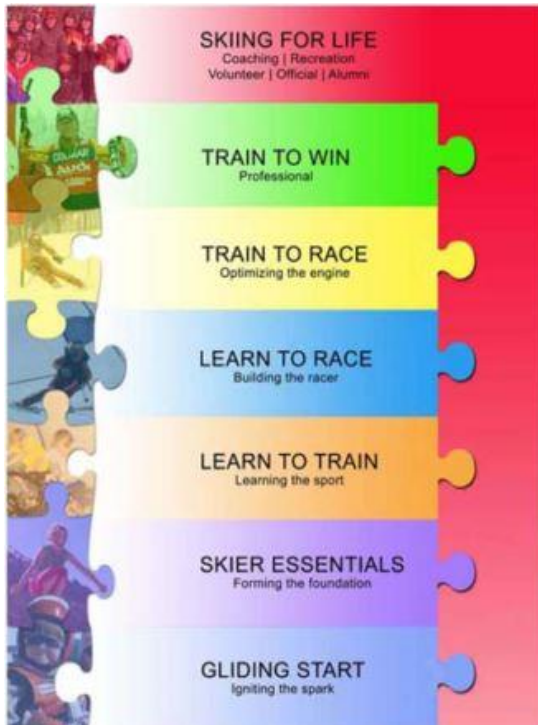 SKIING FOR LIFE
Coaching | Recreation
Volunteer | Official | Alumni
TRAIN TO WIN
Professional
TRAIN TO RACE
Optimizing the engine
LEARN TO RACE
Building the racer
LEARN TO TRAIN
Learning the sport
SKIER ESSENTIALS
Forming the foundation
GLIDING START
Igniting the spark